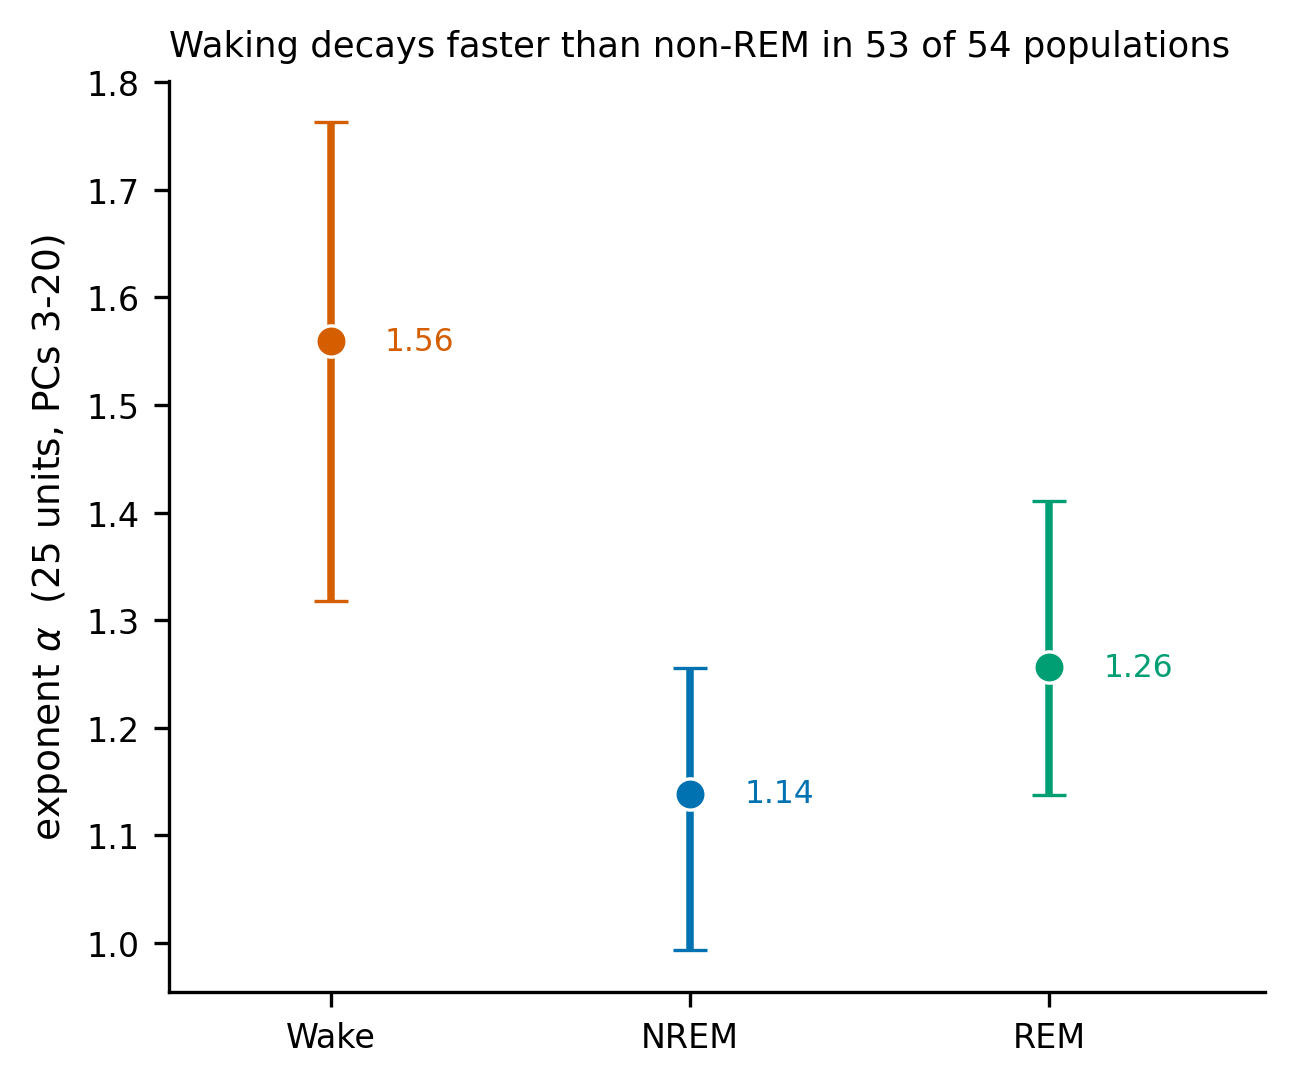 Waking decays faster than non-REM in 53 of 54 populations
exponent α (25 units, PCs 3-20)
1.8
1.7
1.6
1.5
1.4
1.3
1.2
1.1
1.0
1.56
1.14
1.26
Wake
NREM
REM